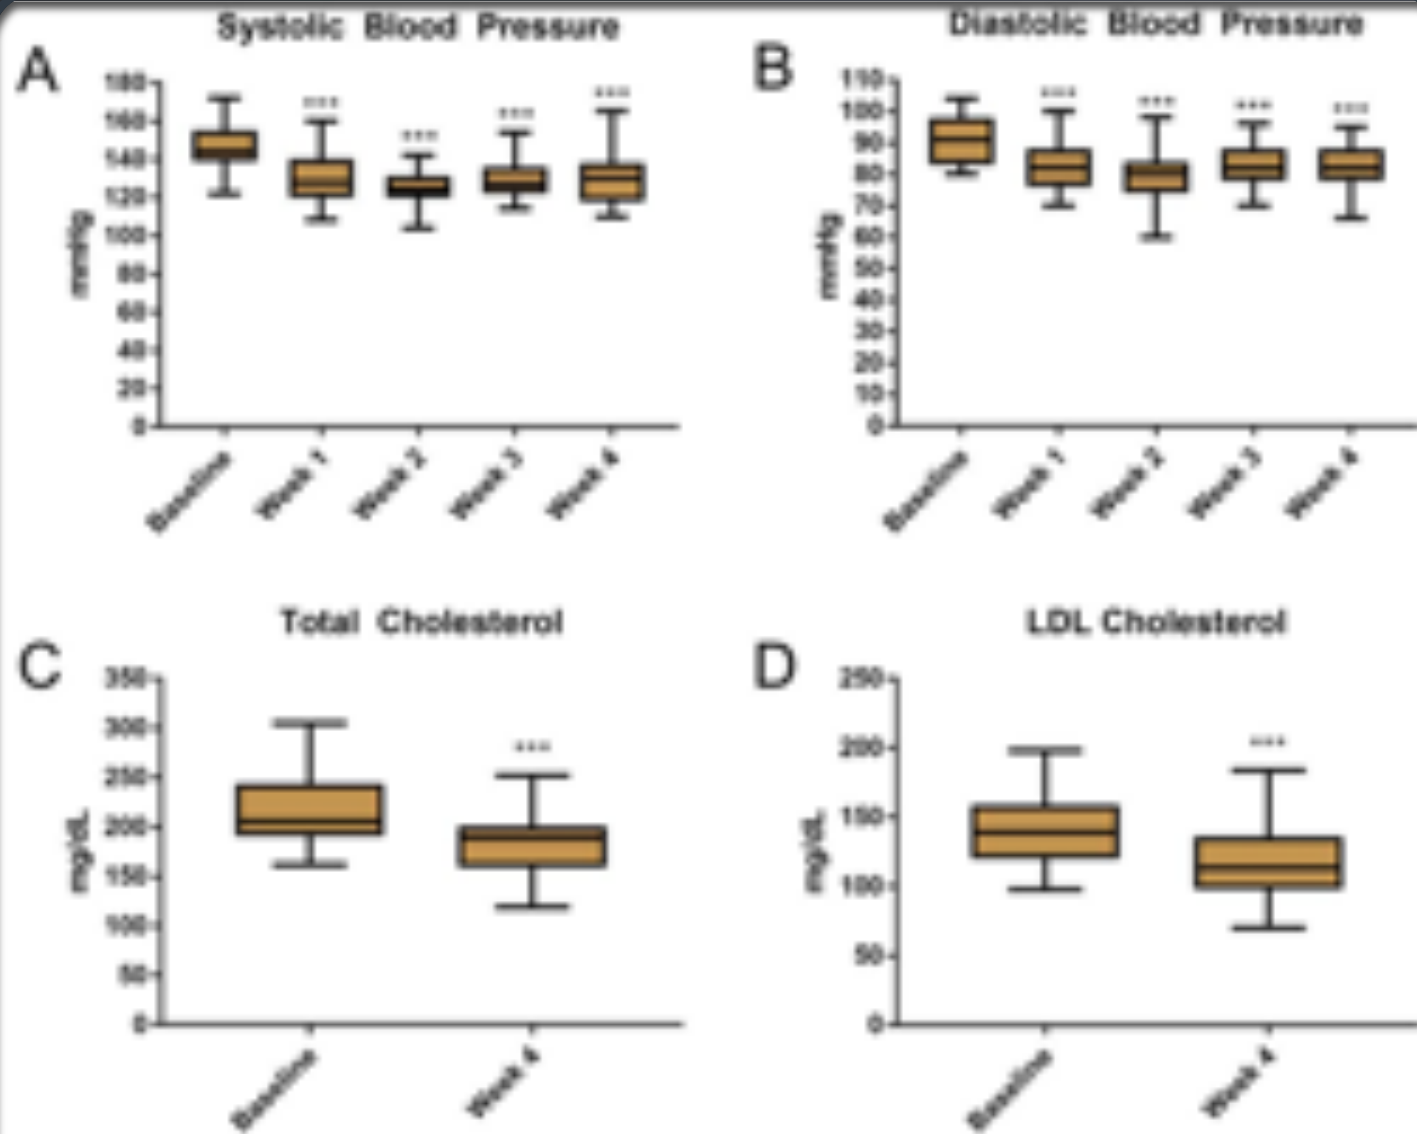 Systolic Blood Pressure
A
180
160
140
120
100
80
60
40
20
0
mmHg
***
***
***
***
Baseline
Week 1
Week 2
Week 3
Week 4
Diastolic Blood Pressure
B
110
100
90
80
70
60
50
40
30
20
10
0
mmHg
***
***
***
***
Baseline
Week 1
Week 2
Week 3
Week 4
Total Cholesterol
C
350
300
250
200
150
100
50
0
mg/dL
***
Baseline
Week 4
LDL Cholesterol
D
250
200
150
100
50
0
mg/dL
***
Baseline
Week 4